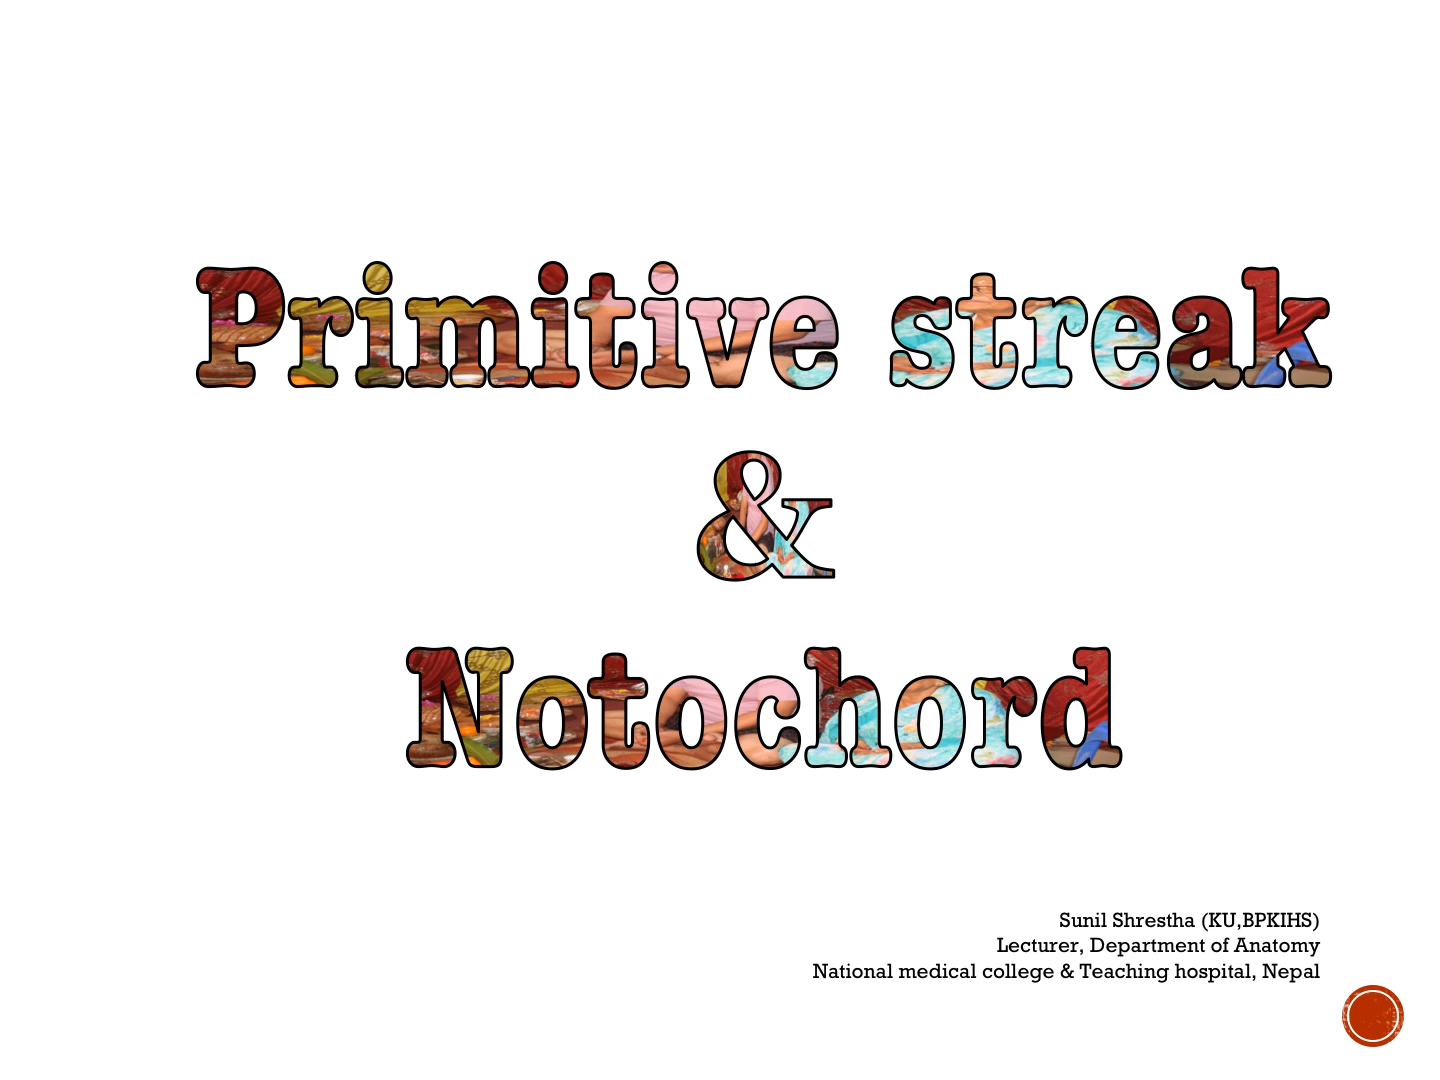 Primitive streak
&
Notochord
Sunil Shrestha (KU,BPKIHS)
Lecturer, Department of Anatomy
National medical college & Teaching hospital, Nepal